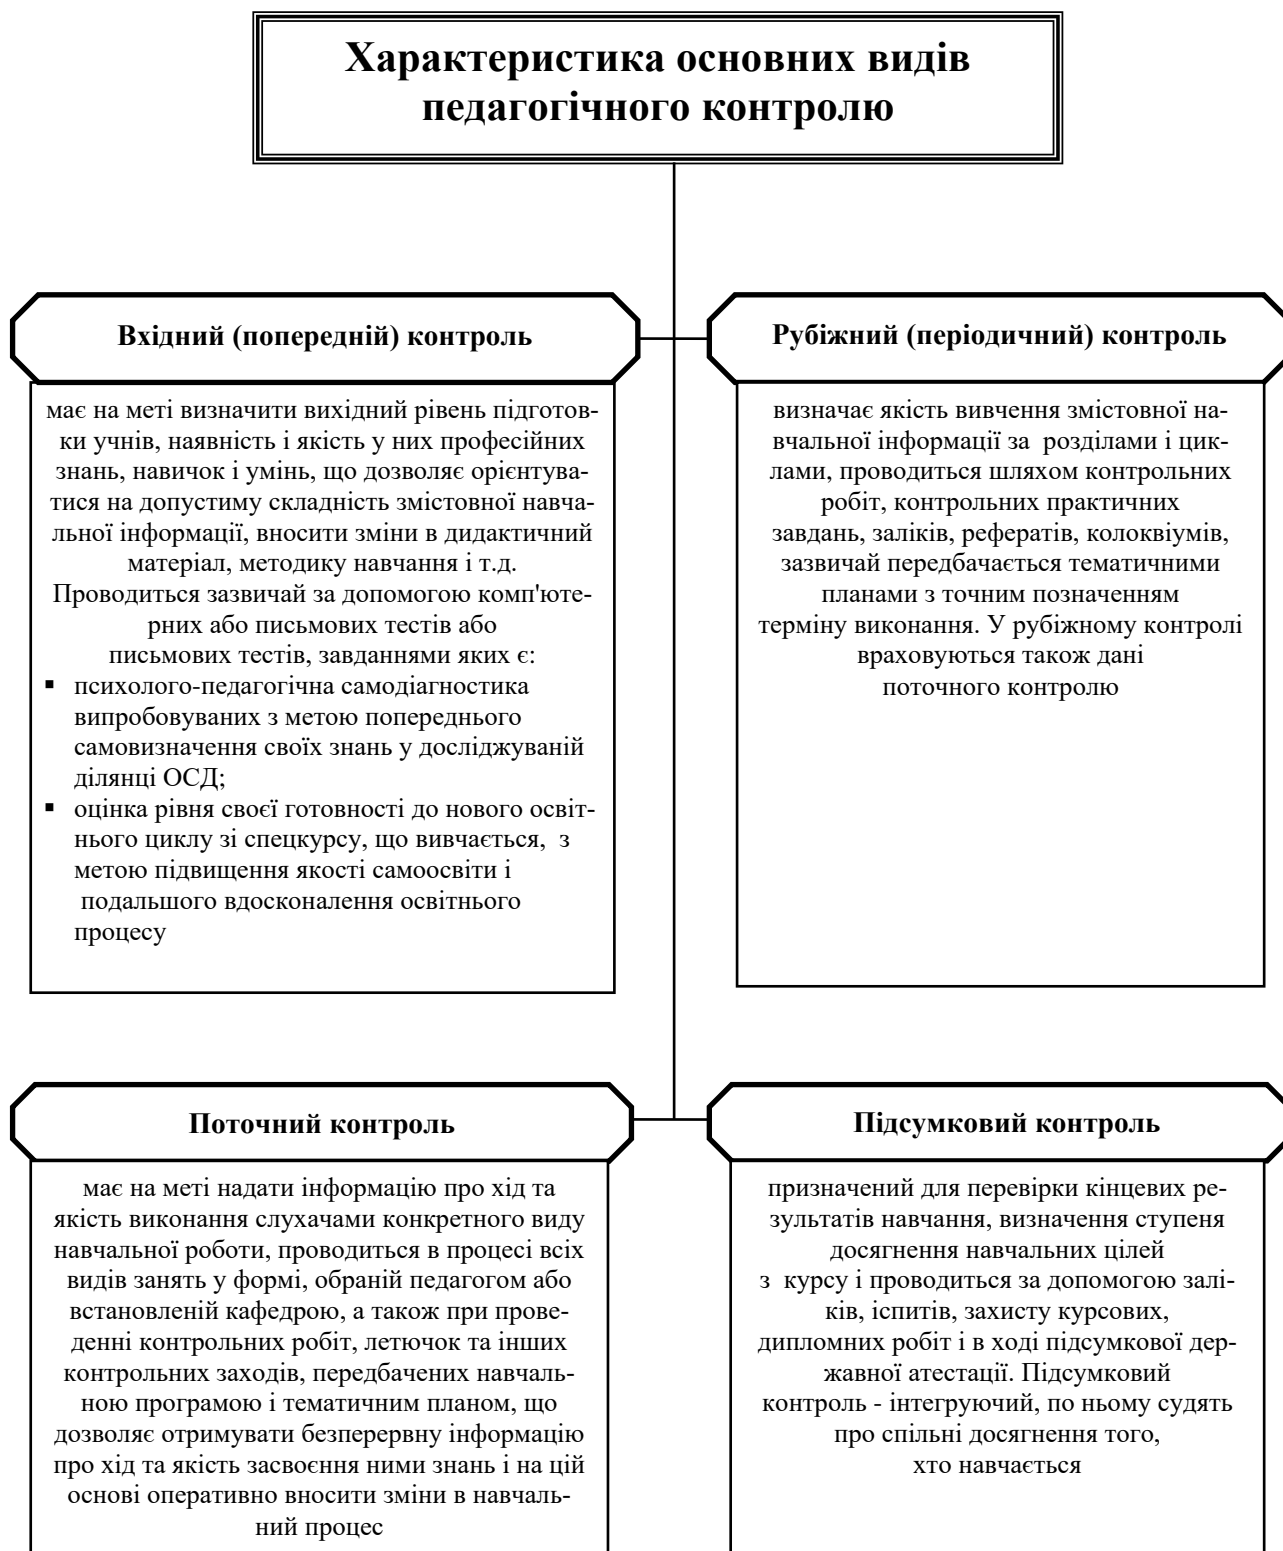 Характеристика основних видів
педагогічного контролю
Вхідний (попередній) контроль
має на меті визначити вихідний рівень підготов-
ки учнів, наявність і якість у них професійних
знань, навичок і умінь, що дозволяє орієнтува-
тися на допустиму складність змістовної навча-
льної інформації, вносити зміни в дидактичний
матеріал, методику навчання і т.д.
Проводиться зазвичай за допомогою комп'юте-
рних або письмових тестів або
письмових тестів, завданнями яких є:
▪ психолого-педагогічна самодіагностика
випробовуваних з метою попереднього
самовизначення своїх знань у досліджуваній
ділянці ОСД;
▪ оцінка рівня своєї готовності до нового освіт-
нього циклу зі спецкурсу, що вивчається, з
метою підвищення якості самоосвіти і
подальшого вдосконалення освітнього
процесу
Рубіжний (періодичний) контроль
визначає якість вивчення змістовної на-
вчальної інформації за розділами і цик-
лами, проводиться шляхом контрольних
робіт, контрольних практичних
завдань, заліків, рефератів, колоквіумів,
зазвичай передбачається тематичними
планами з точним позначенням
терміну виконання. У рубіжному контролі
враховуються також дані
поточного контролю
Поточний контроль
має на меті надати інформацію про хід та
якість виконання слухачами конкретного виду
навчальної роботи, проводиться в процесі всіх
видів занять у формі, обраній педагогом або
встановленій кафедрою, а також при прове-
денні контрольних робіт, летючок та інших
контрольних заходів, передбачених навчаль-
ною програмою і тематичним планом, що
дозволяє отримувати безперервну інформацію
про хід та якість засвоєння ними знань і на цій
основі оперативно вносити зміни в навчаль-
ний процес
Підсумковий контроль
призначений для перевірки кінцевих ре-
зультатів навчання, визначення ступеня
досягнення навчальних цілей
з курсу і проводиться за допомогою залі-
ків, іспитів, захисту курсових,
дипломних робіт і в ході підсумкової дер-
жавної атестації. Підсумковий
контроль - інтегруючий, по ньому судять
про спільні досягнення того,
хто навчається